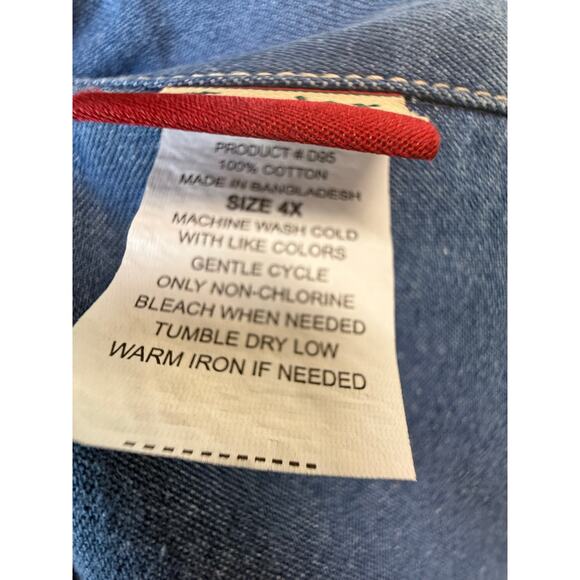 PRODUCT # D95
100% COTTON
MADE IN BANGLADESH
SIZE 4X
MACHINE WASH COLD
WITH LIKE COLORS
GENTLE CYCLE
ONLY NON-CHLORINE
BLEACH WHEN NEEDED
TUMBLE DRY LOW
WARM IRON IF NEEDED